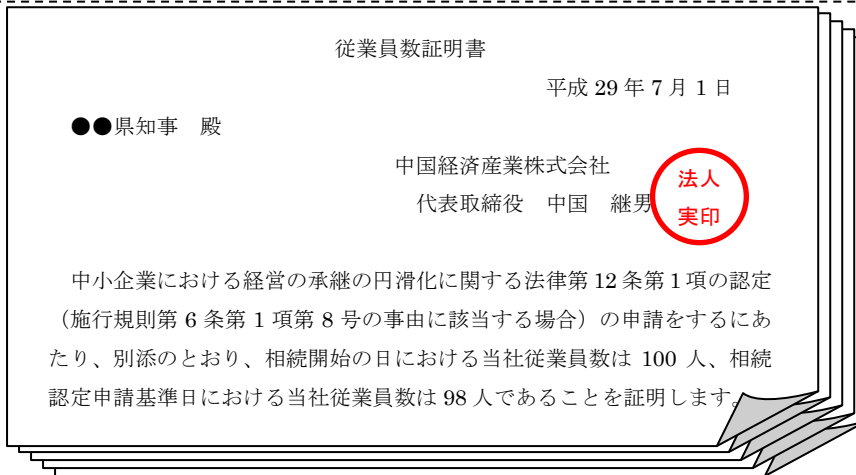 従業員数証明書
平成 29 年 7 月 1 日
●●県知事　殿
中国経済産業株式会社
代表取締役　中国　継男
法人
実印
中小企業における経営の承継の円滑化に関する法律第 12 条第 1 項の認定
（施行規則第 6 条第 1 項第 8 号の事由に該当する場合）の申請をするにあ
たり、別添のとおり、相続開始の日における当社従業員数は 100 人、相続
認定申請基準日における当社従業員数は 98 人であることを証明します。